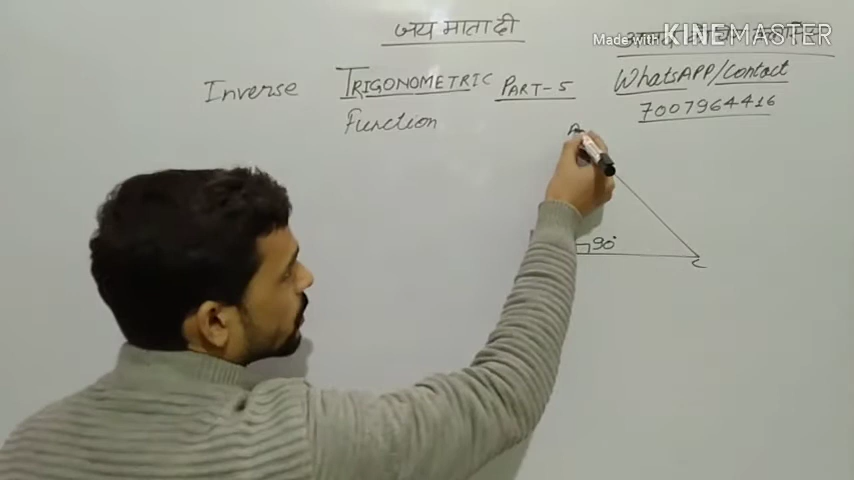 जय माता दी
Made with KINEMASTER
Inverse TRIGONOMETRIC PART-5
Function
WhatsAPP/Contact
7007964416
A
90°
C